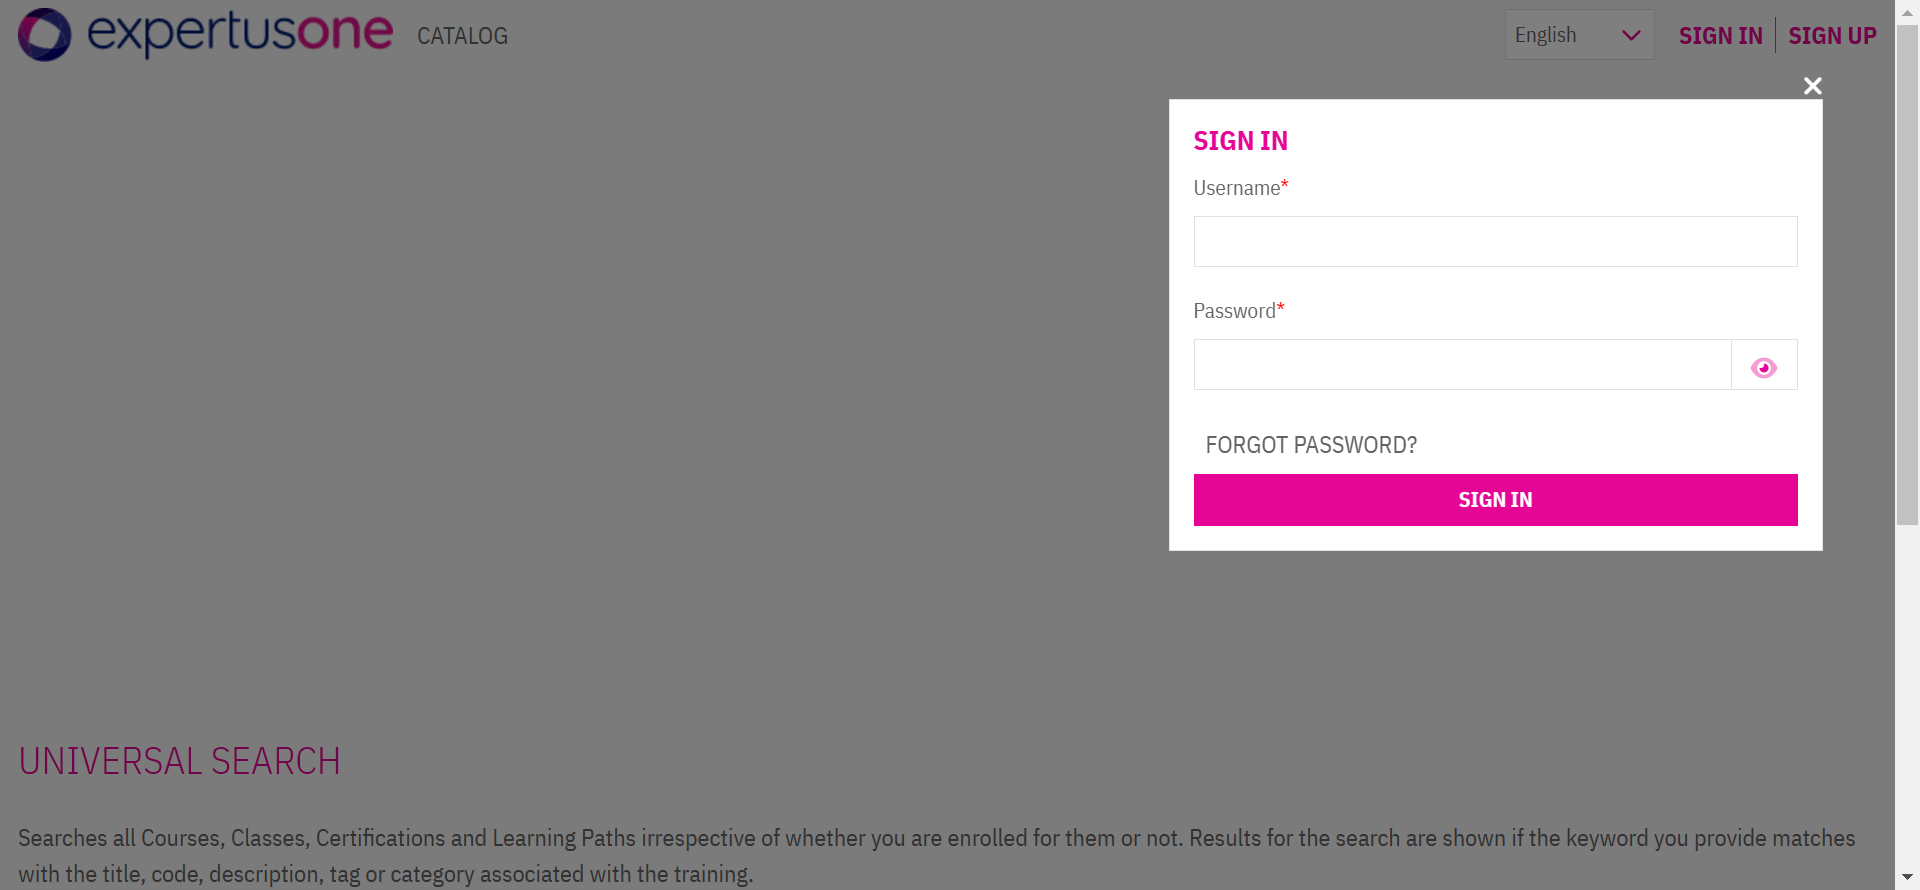 expertusone
CATALOG
English
SIGN IN
SIGN UP
SIGN IN
Username*
Password*
FORGOT PASSWORD?
SIGN IN
UNIVERSAL SEARCH
Searches all Courses, Classes, Certifications and Learning Paths irrespective of whether you are enrolled for them or not. Results for the search are shown if the keyword you provide matches
with the title, code, description, tag or category associated with the training.